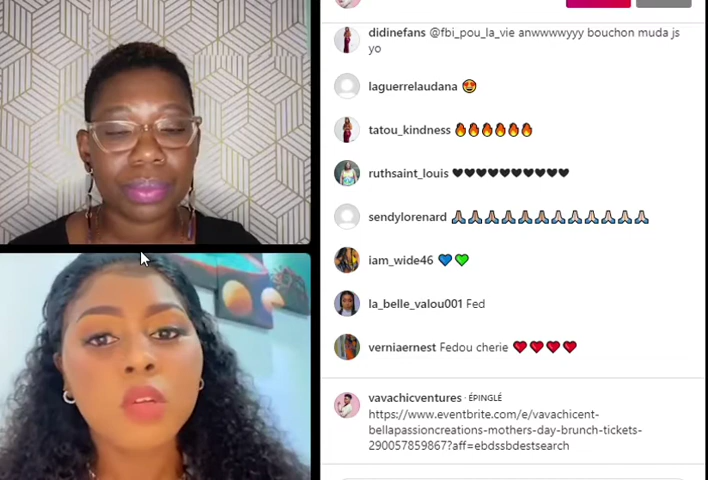 didinefans @fbi_pou_la_vie anwwwwyyy bouchon muda js
yo
laguerrelaudana 😍
tatou_kindness 🔥🔥🔥🔥🔥🔥
ruthsaint_louis 🖤🖤🖤🖤🖤🖤🖤🖤🖤🖤🖤
sendylorenard 🙏🏽🙏🏽🙏🏽🙏🏽🙏🏽🙏🏽🙏🏼🙏🏼🙏🏼🙏🏼🙏🏼🙏🏼
iam_wide46 💙💚
la_belle_valou001 Fed
verniaernest Fedou cherie ❤️❤️❤️❤️
vavachicventures · ÉPINGLÉ
https://www.eventbrite.com/e/vavachicent-
bellapassioncreations-mothers-day-brunch-tickets-
290057859867?aff=ebdssbdestsearch